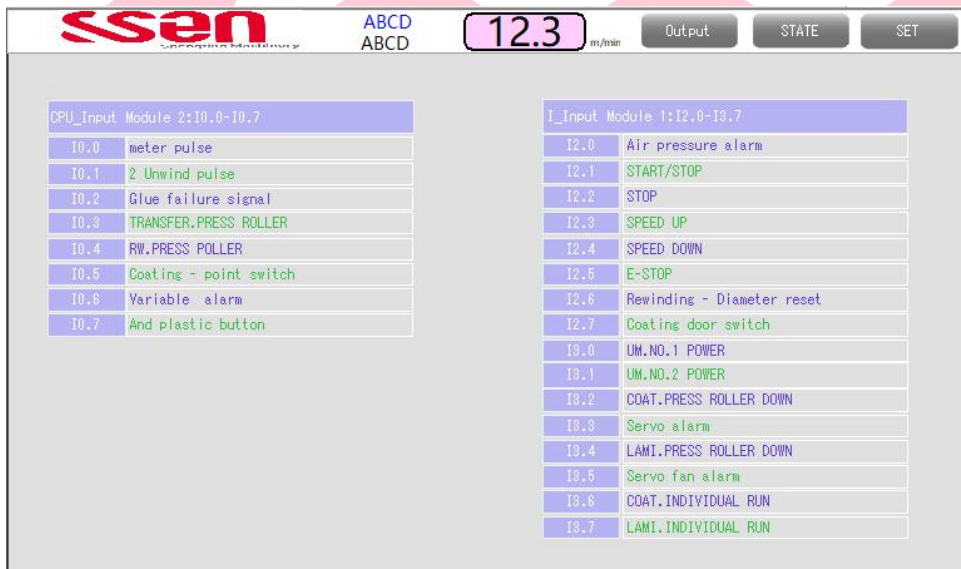 ssen
Operating Machinery
ABCD
ABCD
12.3 m/min
Output
STATE
SET
CPU_Input Module 2:I0.0-I0.7
I0.0 meter pulse
I0.1 2 Unwind pulse
I0.2 Glue failure signal
I0.3 TRANSFER.PRESS ROLLER
I0.4 RW.PRESS POLLER
I0.5 Coating - point switch
I0.6 Variable alarm
I0.7 And plastic button
I_Input Module 1:I2.0-I3.7
I2.0 Air pressure alarm
I2.1 START/STOP
I2.2 STOP
I2.3 SPEED UP
I2.4 SPEED DOWN
I2.5 E-STOP
I2.6 Rewinding - Diameter reset
I2.7 Coating door switch
I3.0 UM.NO.1 POWER
I3.1 UM.NO.2 POWER
I3.2 COAT.PRESS ROLLER DOWN
I3.3 Servo alarm
I3.4 LAMI.PRESS ROLLER DOWN
I3.5 Servo fan alarm
I3.6 COAT.INDIVIDUAL RUN
I3.7 LAMI.INDIVIDUAL RUN